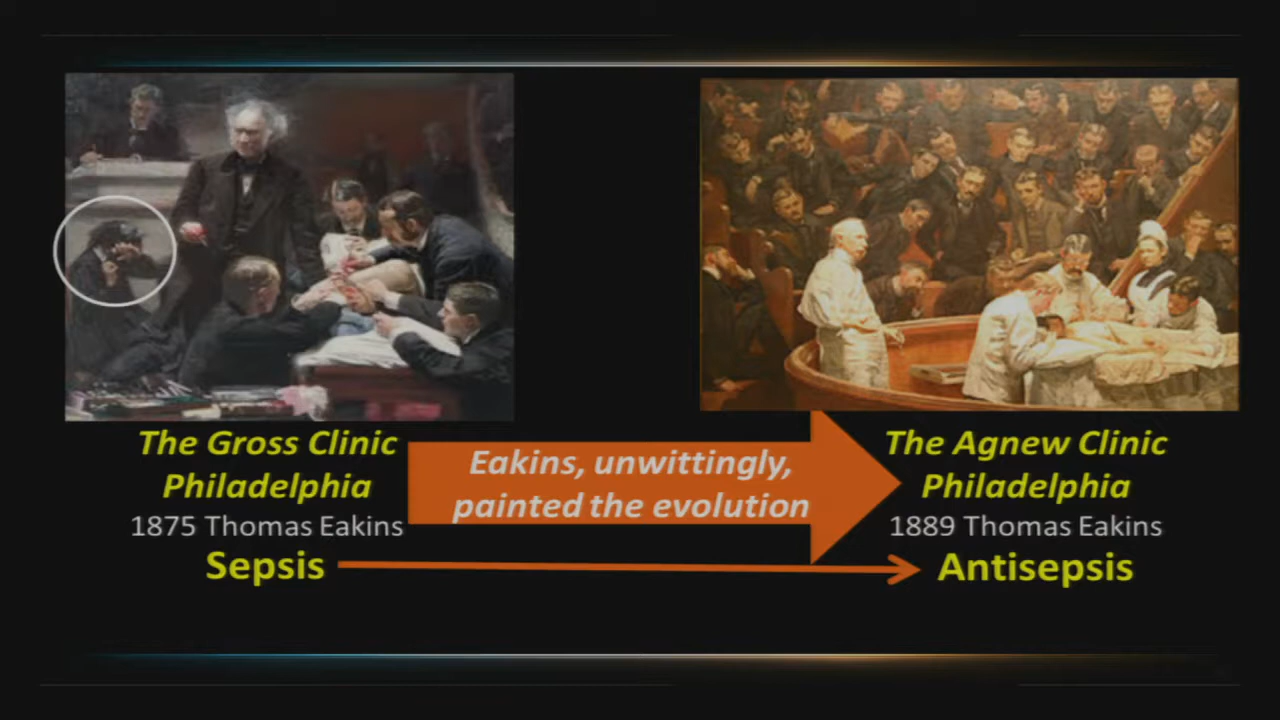 The Gross Clinic
Philadelphia
1875 Thomas Eakins
Sepsis
Eakins, unwittingly,
painted the evolution
The Agnew Clinic
Philadelphia
1889 Thomas Eakins
Antisepsis